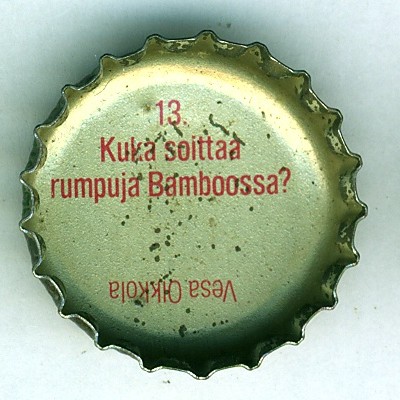 13.
Kuka soittaa
rumpuja Bamboossa?
Vesa Oikkola